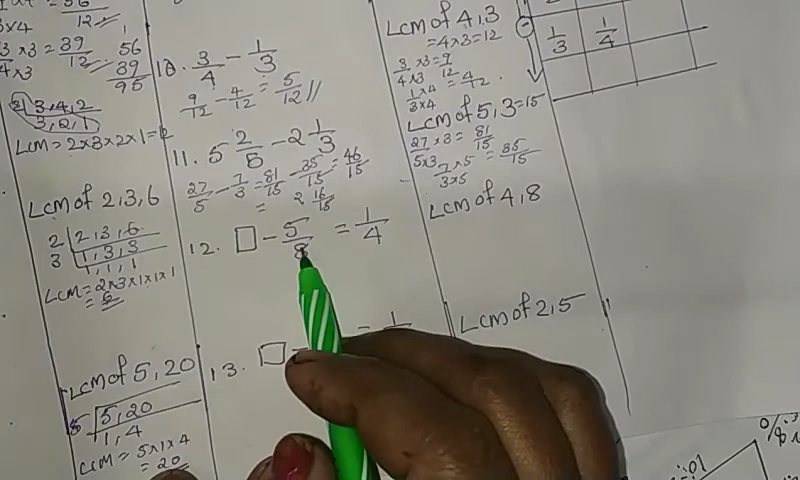 12
3×4
3/4 ×3/×3 = 39/12
56
39
95
3,4,2
3,2,1
LCM = 2×3×2×1=12
LCM of 2,3,6
2 2,3,6
3 1,3,3
1,1,1
LCM = 2×3×1×1×1
= 6
LCM of 5,20
5 5,20
1,4
LCM = 5×1×4
= 20
10. 3/4 - 1/3
9/12 - 4/12 = 5/12 //
11. 5 2/5 - 2 1/3
27/5 - 7/3 = 81/15 - 35/15 = 46/15
= 2 16/15
12. □ - 5/8 = 1/4
13. □ -
LCM of 4,3
= 4×3=12
3/4 ×3/×3 = 9/12
1/3 ×4/×4 = 4/12
LCM of 5,3=15
27/5 ×3/×3 = 81/15
7/3 ×5/×5 = 35/15
LCM of 4,8
LCM of 2,5
1/3 1/4